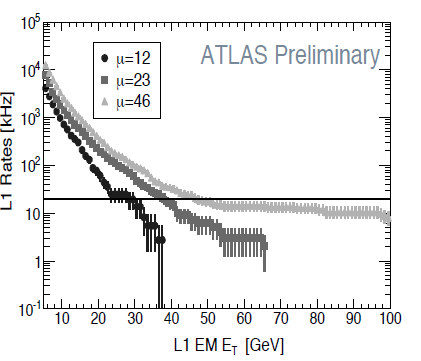 ATLAS Preliminary
μ=12
μ=23
μ=46
L1 Rates [kHz]
10⁵
10⁴
10³
10²
10
1
10⁻¹
10 20 30 40 50 60 70 80 90 100
L1 EM E_T [GeV]